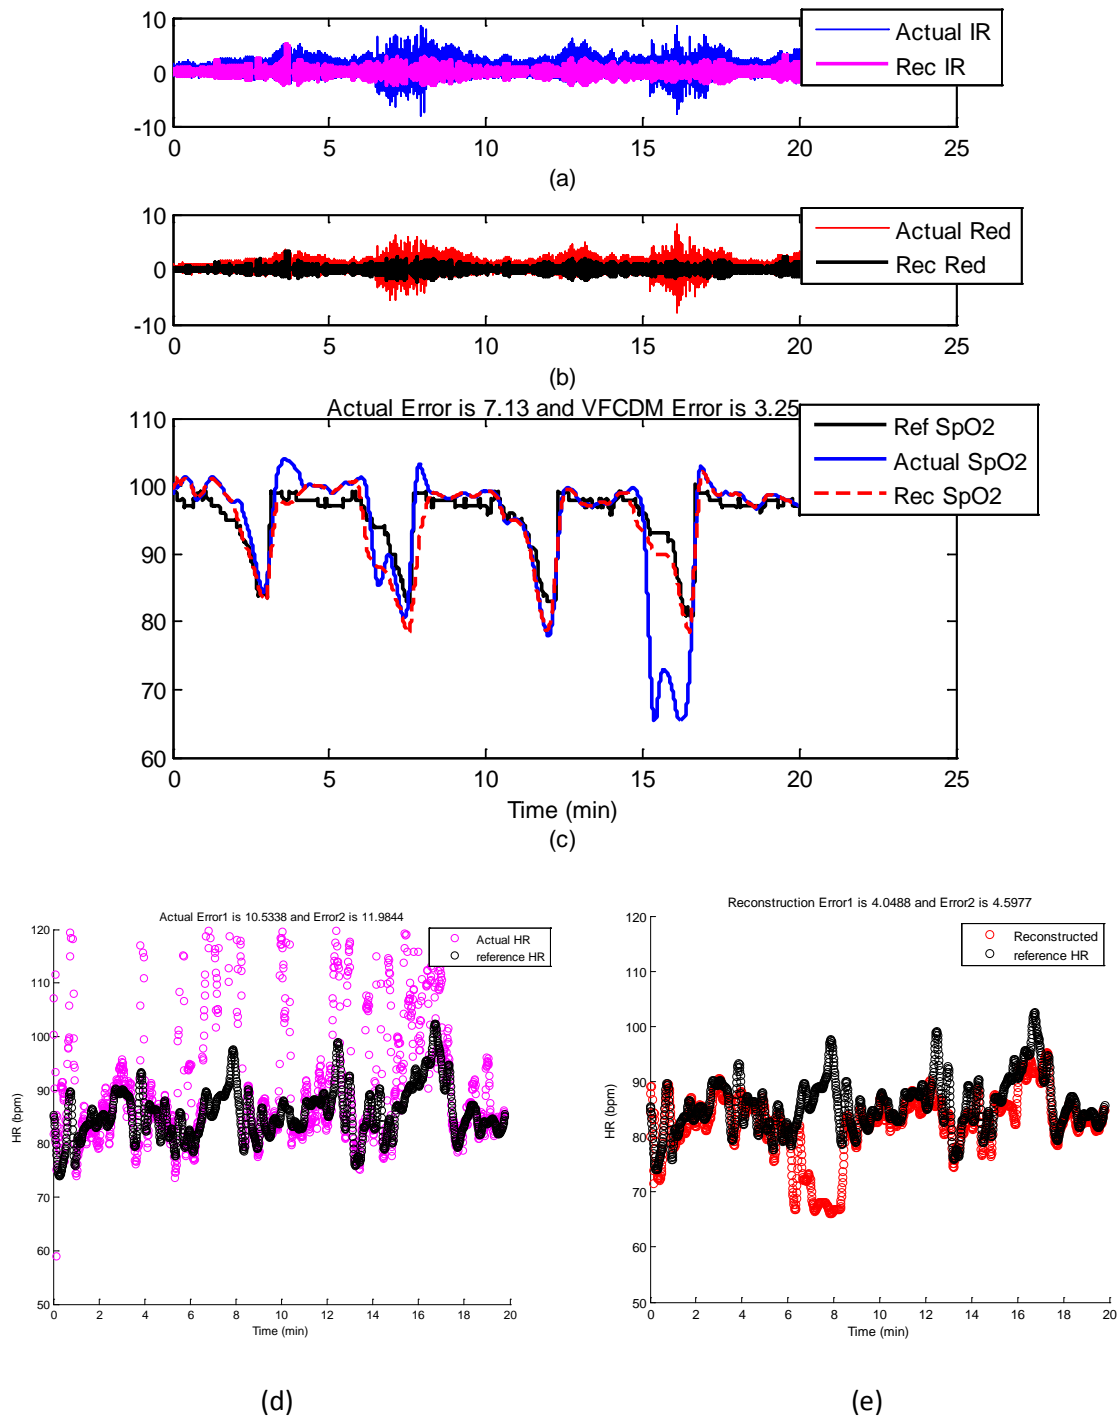 10
0
-10
Actual IR
Rec IR
0 5 10 15 20 25
(a)
10
0
-10
Actual Red
Rec Red
0 5 10 15 20 25
(b)
Actual Error is 7.13 and VFCDM Error is 3.25
110
100
90
80
70
60
Ref SpO2
Actual SpO2
Rec SpO2
0 5 10 15 20 25
Time (min)
(c)
Actual Error1 is 10.5338 and Error2 is 11.9844
120
110
100
90
80
70
60
50
HR (bpm)
Actual HR
reference HR
0 2 4 6 8 10 12 14 16 18 20
Time (min)
(d)
Reconstruction Error1 is 4.0488 and Error2 is 4.5977
120
110
100
90
80
70
60
50
HR (bpm)
Reconstructed
reference HR
0 2 4 6 8 10 12 14 16 18 20
Time (min)
(e)